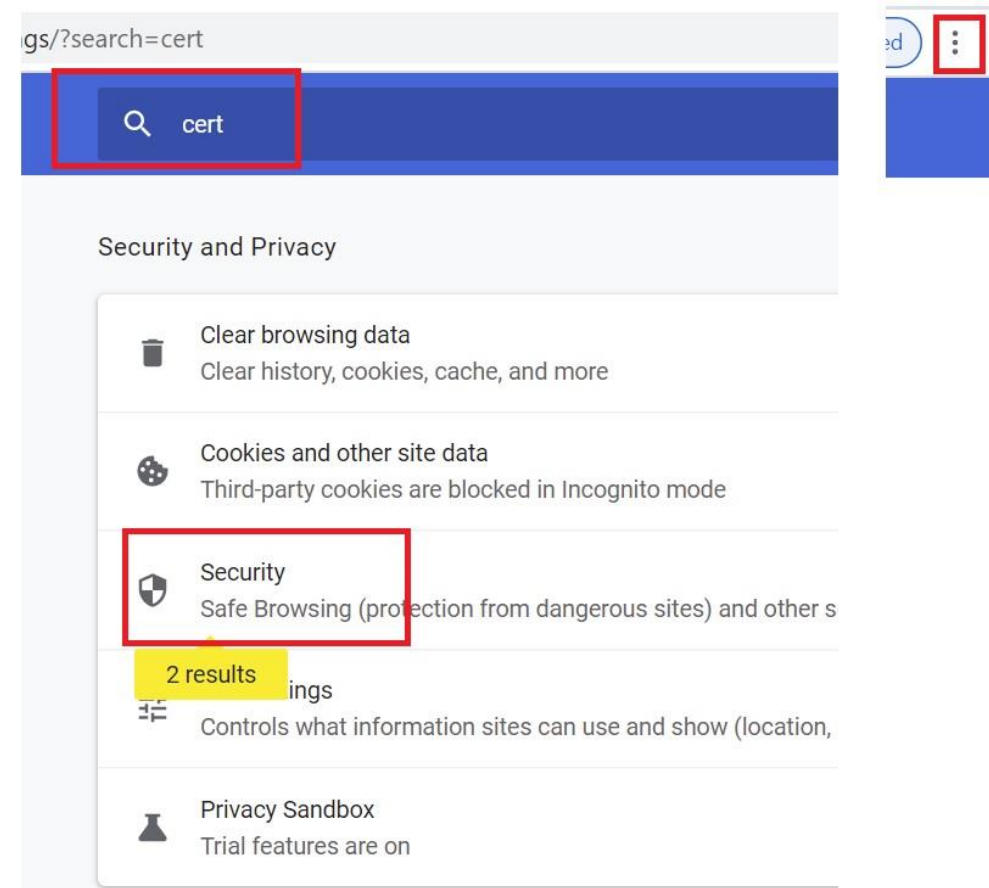 gs/?search=cert
ed
cert
Security and Privacy
Clear browsing data
Clear history, cookies, cache, and more
Cookies and other site data
Third-party cookies are blocked in Incognito mode
Security
Safe Browsing (protection from dangerous sites) and other s
2 results
ings
Controls what information sites can use and show (location,
Privacy Sandbox
Trial features are on